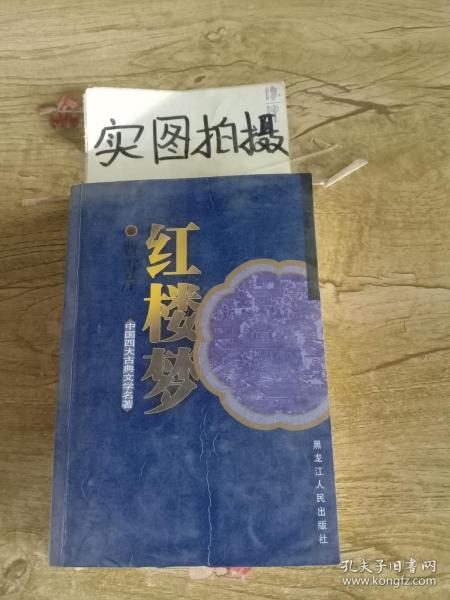 实图拍摄
红楼梦
中国四大古典文学名著
黑龙江人民出版社
孔夫子旧书网
www.kongfz.com